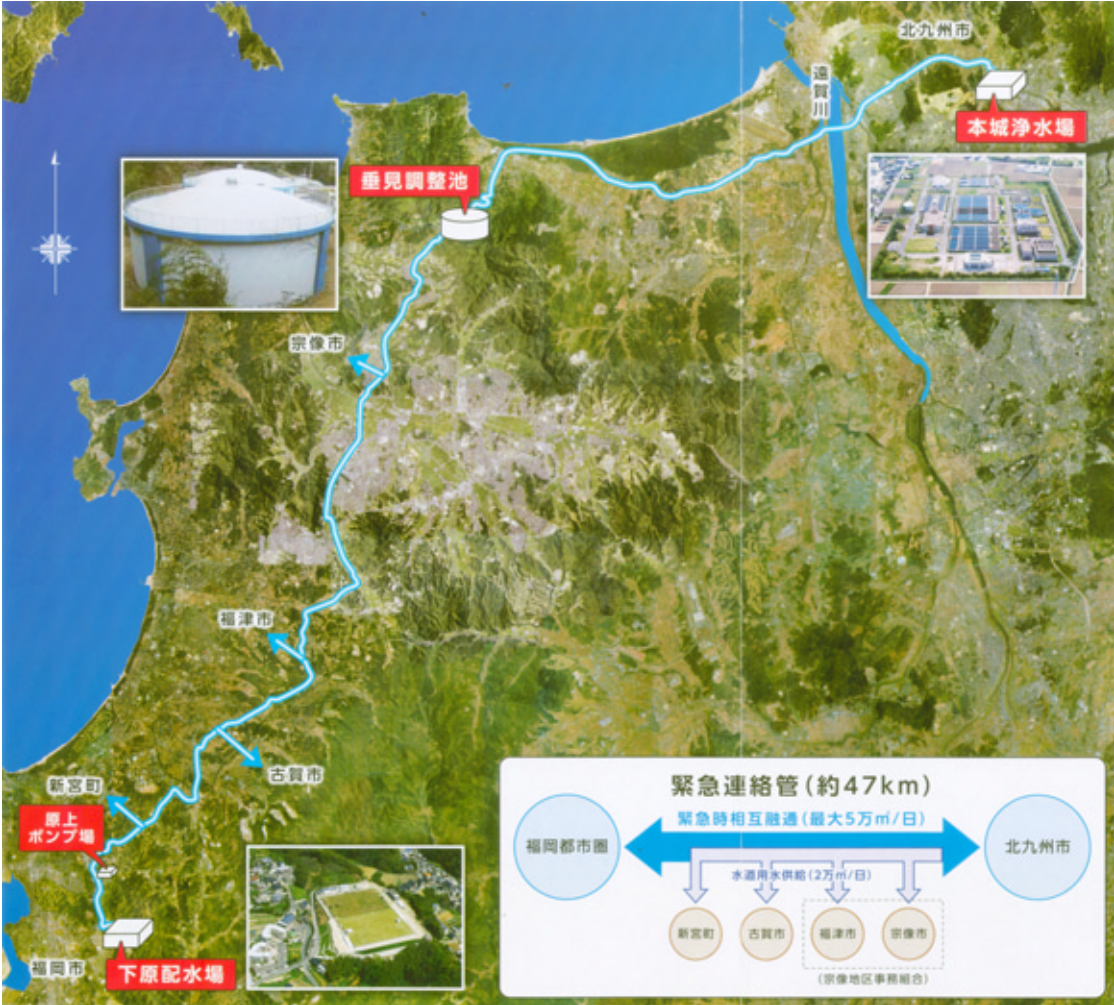 北九州市
遠賀川
本城浄水場
垂見調整池
宗像市
福津市
古賀市
新宮町
原上
ポンプ場
下原配水場
福岡市
緊急連絡管(約47km)
緊急時相互融通(最大5万㎥/日)
福岡都市圏
北九州市
水道用水供給(2万㎥/日)
新宮町
古賀市
福津市
宗像市
(宗像地区事務組合)